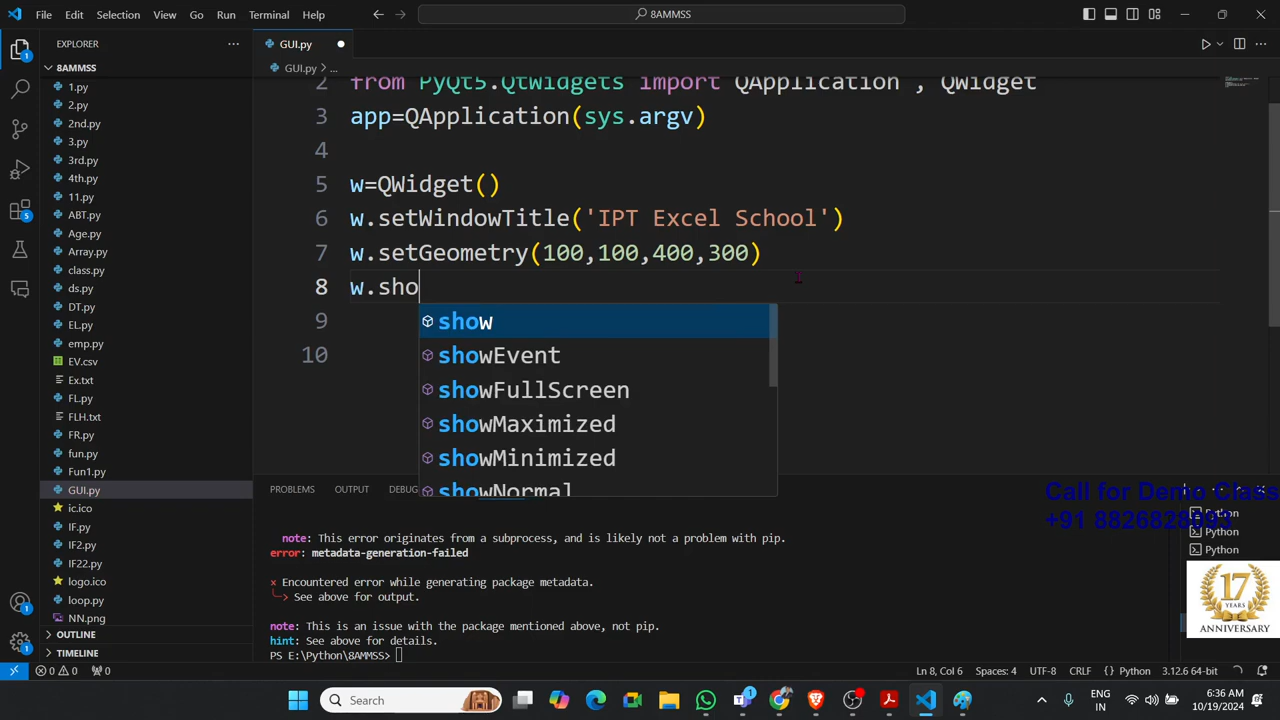 File Edit Selection View Go Run Terminal Help
8AMMSS
EXPLORER
GUI.py
8AMMSS
GUI.py > ...
1.py
2.py
2nd.py
3.py
3rd.py
4th.py
11.py
ABT.py
Age.py
Array.py
class.py
ds.py
DT.py
EL.py
emp.py
EV.csv
Ex.txt
FL.py
FLH.txt
FR.py
fun.py
Fun1.py
GUI.py
ic.ico
IF.py
IF2.py
IF22.py
logo.ico
loop.py
NN.png
OUTLINE
TIMELINE
2 from PyQt5.QtWidgets import QApplication , QWidget
3 app=QApplication(sys.argv)
4
5 w=QWidget()
6 w.setWindowTitle('IPT Excel School')
7 w.setGeometry(100,100,400,300)
8 w.sho
9
10
show
showEvent
showFullScreen
showMaximized
showMinimized
showNormal
PROBLEMS OUTPUT DEBUG
Call for Demo Class
+91 8826828093
Python
Python
Python
note: This error originates from a subprocess, and is likely not a problem with pip.
error: metadata-generation-failed
x Encountered error while generating package metadata.
╰─> See above for output.
note: This is an issue with the package mentioned above, not pip.
hint: See above for details.
PS E:\Python\8AMMSS>
17
YEARS
ANNIVERSARY
0 0 0 Ln 8, Col 6 Spaces: 4 UTF-8 CRLF {} Python 3.12.6 64-bit
Search
ENG
IN
6:36 AM
10/19/2024